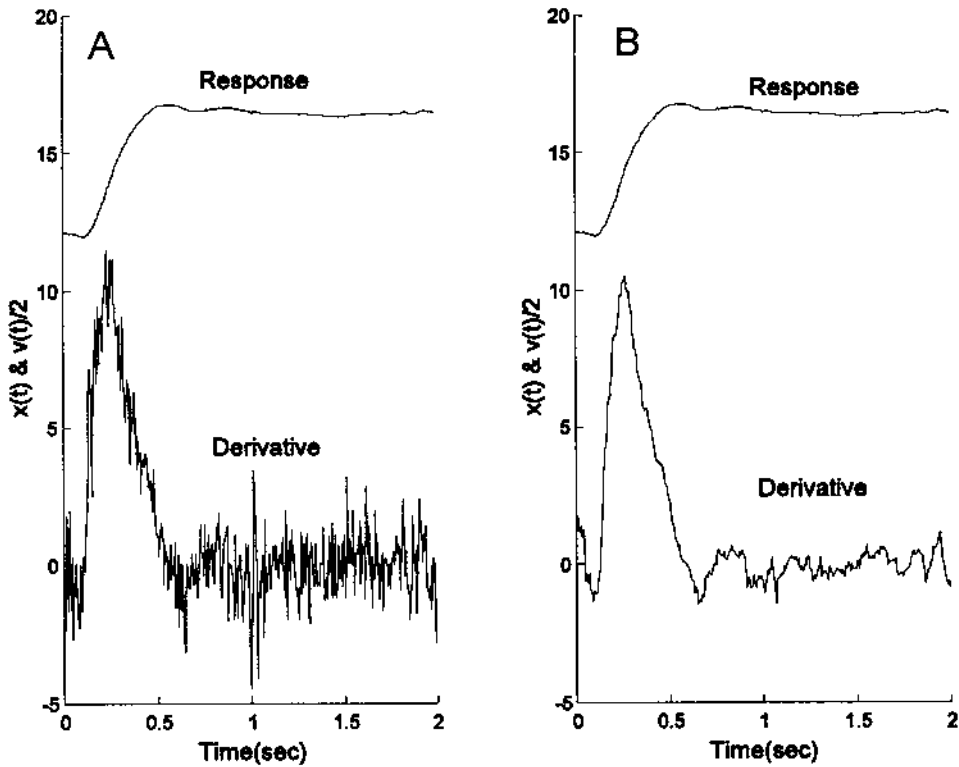 A
20
15
10
5
0
-5
x(t) & v(t)/2
Response
Derivative
0
0.5
1
1.5
2
Time(sec)
B
20
15
10
5
0
-5
x(t) & v(t)/2
Response
Derivative
0
0.5
1
1.5
2
Time(sec)